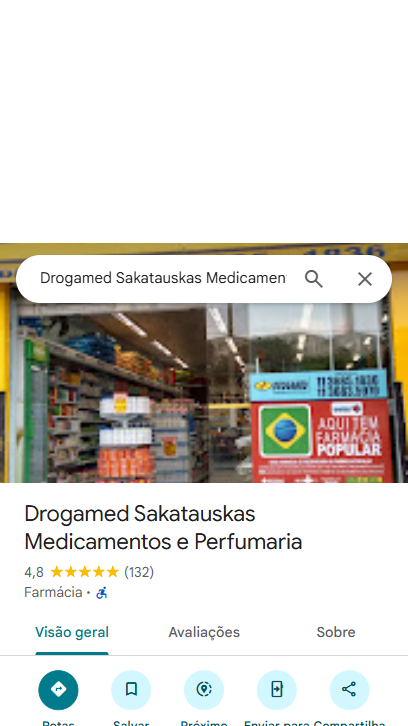 1836
Drogamed Sakatauskas Medicamen
AQUI TEM
FARMÁCIA
POPULAR
Drogamed Sakatauskas
Medicamentos e Perfumaria
4,8 (132)
Farmácia ·
Visão geral Avaliações Sobre
Rotas Salvar Próximo Enviar para Compartilha